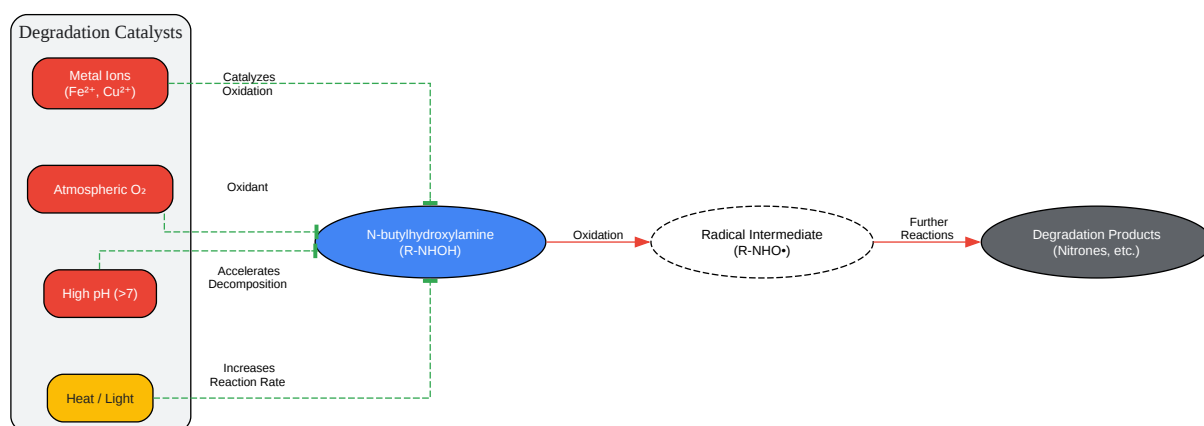 Degradation Catalysts
Metal Ions
(Fe²⁺, Cu²⁺)
Catalyzes
Oxidation
Atmospheric O₂
Oxidant
N-butylhydroxylamine
(R-NHOH)
Oxidation
Radical Intermediate
(R-NHO•)
Further
Reactions
Degradation Products
(Nitrones, etc.)
High pH (>7)
Accelerates
Decomposition
Heat / Light
Increases
Reaction Rate